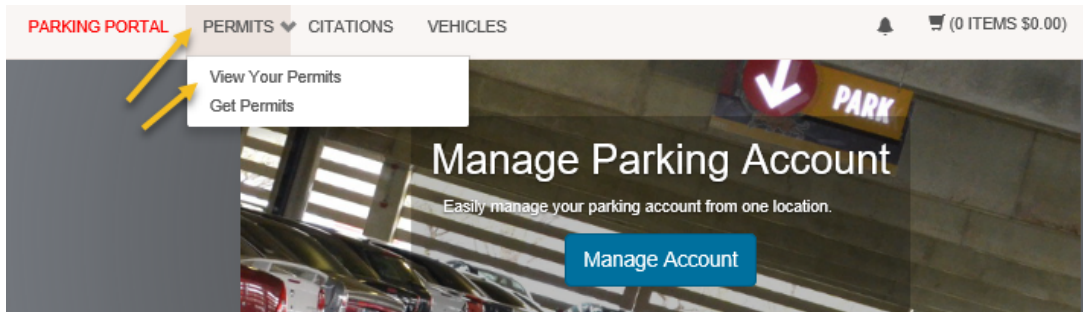 PARKING PORTAL PERMITS CITATIONS VEHICLES (0 ITEMS $0.00)
View Your Permits
Get Permits
PARK
Manage Parking Account
Easily manage your parking account from one location.
Manage Account